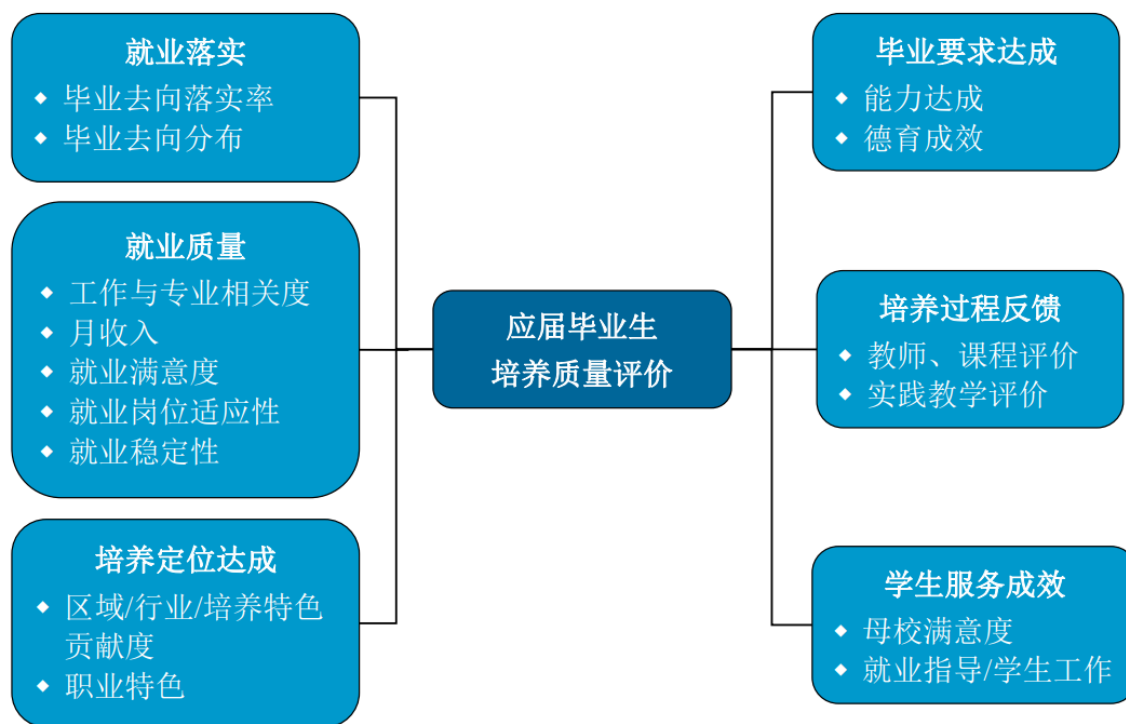 就业落实
◆ 毕业去向落实率
◆ 毕业去向分布
就业质量
◆ 工作与专业相关度
◆ 月收入
◆ 就业满意度
◆ 就业岗位适应性
◆ 就业稳定性
培养定位达成
◆ 区域/行业/培养特色
贡献度
◆ 职业特色
应届毕业生
培养质量评价
毕业要求达成
◆ 能力达成
◆ 德育成效
培养过程反馈
◆ 教师、课程评价
◆ 实践教学评价
学生服务成效
◆ 母校满意度
◆ 就业指导/学生工作